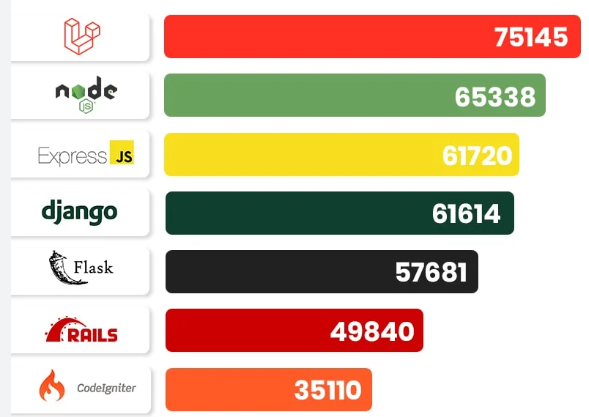 75145
node
JS
65338
Express JS
61720
django
61614
Flask
57681
RAILS
49840
CodeIgniter
35110